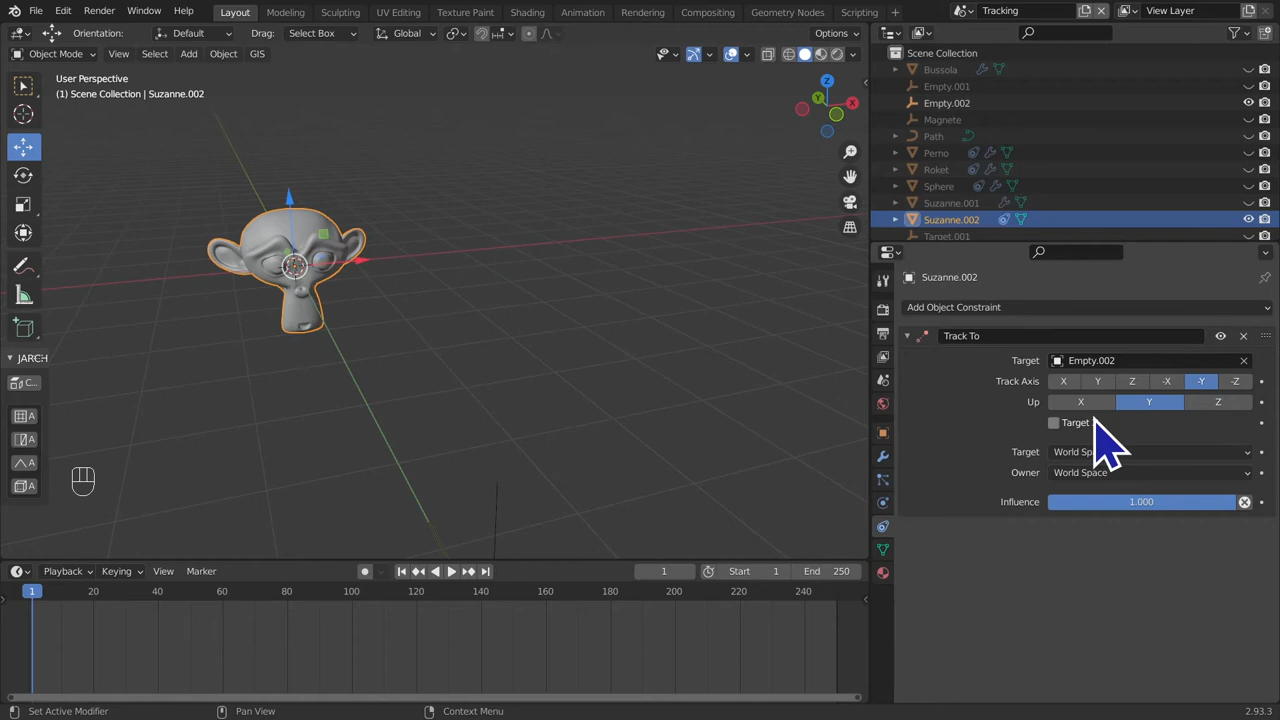 File Edit Render Window Help Layout Modeling Sculpting UV Editing Texture Paint Shading Animation Rendering Compositing Geometry Nodes Scripting Tracking View Layer
Orientation: Default Drag: Select Box Global Options
Object Mode View Select Add Object GIS
User Perspective
(1) Scene Collection | Suzanne.002
Z
Y
X
JARCH
C...
A
A
A
A
Scene Collection
Bussola
Empty.001
Empty.002
Magnete
Path
Perno
Roket
Sphere
Suzanne.001
Suzanne.002
Target.001
Suzanne.002
Add Object Constraint
Track To
Target Empty.002
Track Axis X Y Z -X -Y -Z
Up X Y Z
Target
Target World Sp
Owner World Space
Influence 1.000
Playback Keying View Marker 1 Start 1 End 250
1 20 40 60 80 100 120 140 160 180 200 220 240
Set Active Modifier Pan View Context Menu 2.93.3